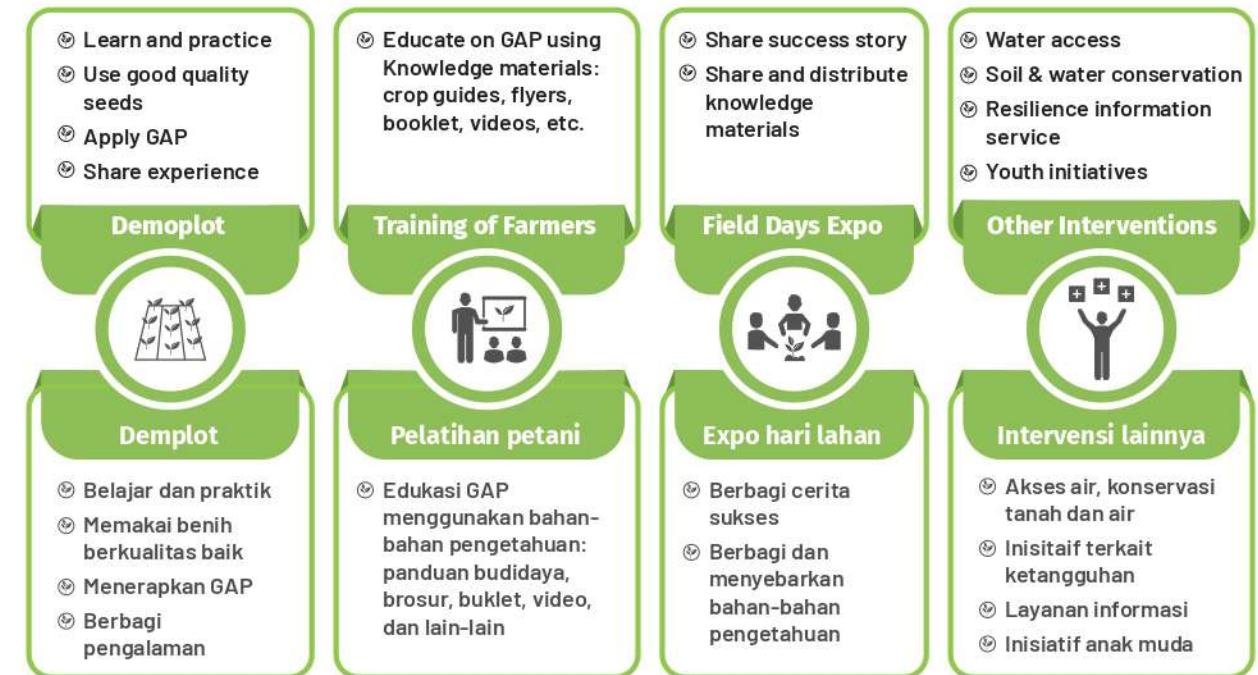 Learn and practice
Use good quality
seeds
Apply GAP
Share experience
Demoplot
Educate on GAP using
Knowledge materials:
crop guides, flyers,
booklet, videos, etc.
Training of Farmers
Share success story
Share and distribute
knowledge
materials
Field Days Expo
Water access
Soil & water conservation
Resilience information
service
Youth initiatives
Other Interventions
Demplot
Belajar dan praktik
Memakai benih
berkualitas baik
Menerapkan GAP
Berbagi
pengalaman
Pelatihan petani
Edukasi GAP
menggunakan bahan-
bahan pengetahuan:
panduan budidaya,
brosur, buklet, video,
dan lain-lain
Expo hari lahan
Berbagi cerita
sukses
Berbagi dan
menyebarkan
bahan-bahan
pengetahuan
Intervensi lainnya
Akses air, konservasi
tanah dan air
Inisitaif terkait
ketangguhan
Layanan informasi
Inisiatif anak muda